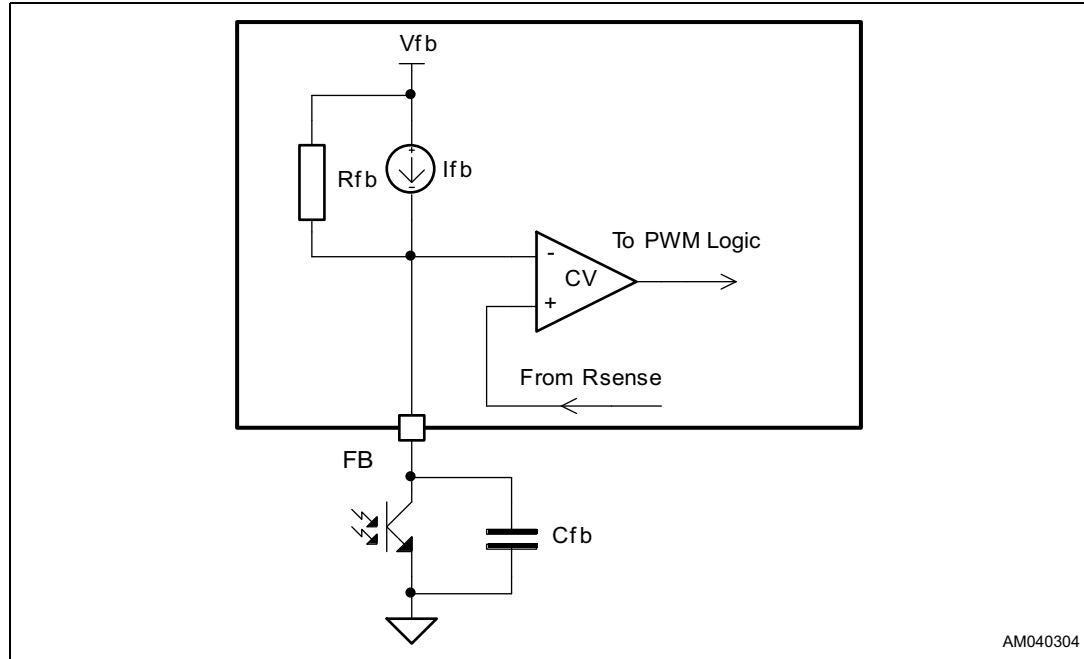 Vfb
Rfb
Ifb
-
CV
+
To PWM Logic
From Rsense
FB
Cfb
AM040304